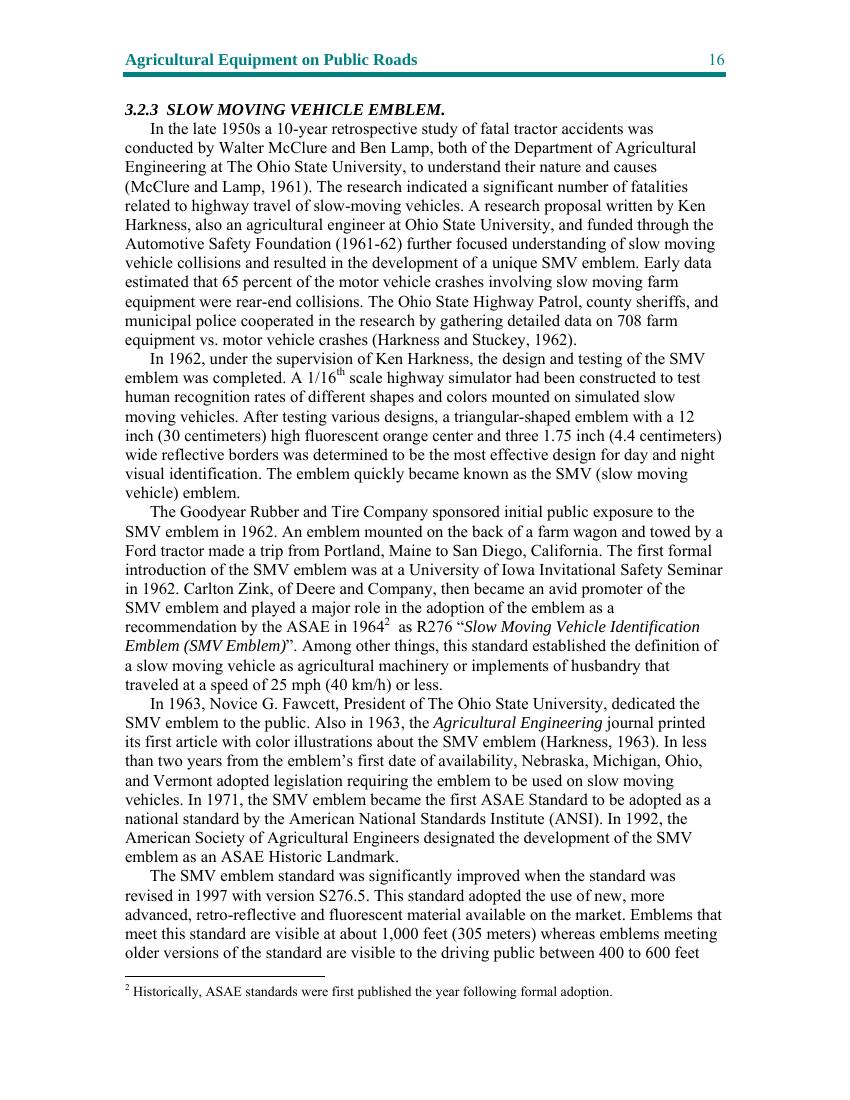 Agricultural Equipment on Public Roads 16
3.2.3 SLOW MOVING VEHICLE EMBLEM.
In the late 1950s a 10-year retrospective study of fatal tractor accidents was
conducted by Walter McClure and Ben Lamp, both of the Department of Agricultural
Engineering at The Ohio State University, to understand their nature and causes
(McClure and Lamp, 1961). The research indicated a significant number of fatalities
related to highway travel of slow-moving vehicles. A research proposal written by Ken
Harkness, also an agricultural engineer at Ohio State University, and funded through the
Automotive Safety Foundation (1961-62) further focused understanding of slow moving
vehicle collisions and resulted in the development of a unique SMV emblem. Early data
estimated that 65 percent of the motor vehicle crashes involving slow moving farm
equipment were rear-end collisions. The Ohio State Highway Patrol, county sheriffs, and
municipal police cooperated in the research by gathering detailed data on 708 farm
equipment vs. motor vehicle crashes (Harkness and Stuckey, 1962).
In 1962, under the supervision of Ken Harkness, the design and testing of the SMV
emblem was completed. A 1/16th scale highway simulator had been constructed to test
human recognition rates of different shapes and colors mounted on simulated slow
moving vehicles. After testing various designs, a triangular-shaped emblem with a 12
inch (30 centimeters) high fluorescent orange center and three 1.75 inch (4.4 centimeters)
wide reflective borders was determined to be the most effective design for day and night
visual identification. The emblem quickly became known as the SMV (slow moving
vehicle) emblem.
The Goodyear Rubber and Tire Company sponsored initial public exposure to the
SMV emblem in 1962. An emblem mounted on the back of a farm wagon and towed by a
Ford tractor made a trip from Portland, Maine to San Diego, California. The first formal
introduction of the SMV emblem was at a University of Iowa Invitational Safety Seminar
in 1962. Carlton Zink, of Deere and Company, then became an avid promoter of the
SMV emblem and played a major role in the adoption of the emblem as a
recommendation by the ASAE in 1964² as R276 “Slow Moving Vehicle Identification
Emblem (SMV Emblem)”. Among other things, this standard established the definition of
a slow moving vehicle as agricultural machinery or implements of husbandry that
traveled at a speed of 25 mph (40 km/h) or less.
In 1963, Novice G. Fawcett, President of The Ohio State University, dedicated the
SMV emblem to the public. Also in 1963, the Agricultural Engineering journal printed
its first article with color illustrations about the SMV emblem (Harkness, 1963). In less
than two years from the emblem’s first date of availability, Nebraska, Michigan, Ohio,
and Vermont adopted legislation requiring the emblem to be used on slow moving
vehicles. In 1971, the SMV emblem became the first ASAE Standard to be adopted as a
national standard by the American National Standards Institute (ANSI). In 1992, the
American Society of Agricultural Engineers designated the development of the SMV
emblem as an ASAE Historic Landmark.
The SMV emblem standard was significantly improved when the standard was
revised in 1997 with version S276.5. This standard adopted the use of new, more
advanced, retro-reflective and fluorescent material available on the market. Emblems that
meet this standard are visible at about 1,000 feet (305 meters) whereas emblems meeting
older versions of the standard are visible to the driving public between 400 to 600 feet
² Historically, ASAE standards were first published the year following formal adoption.